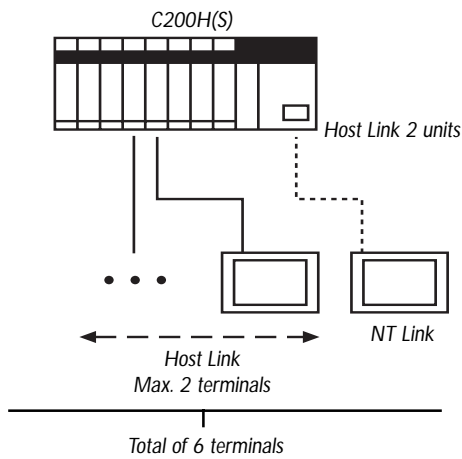 C200H(S)
Host Link 2 units
NT Link
Host Link
Max. 2 terminals
Total of 6 terminals